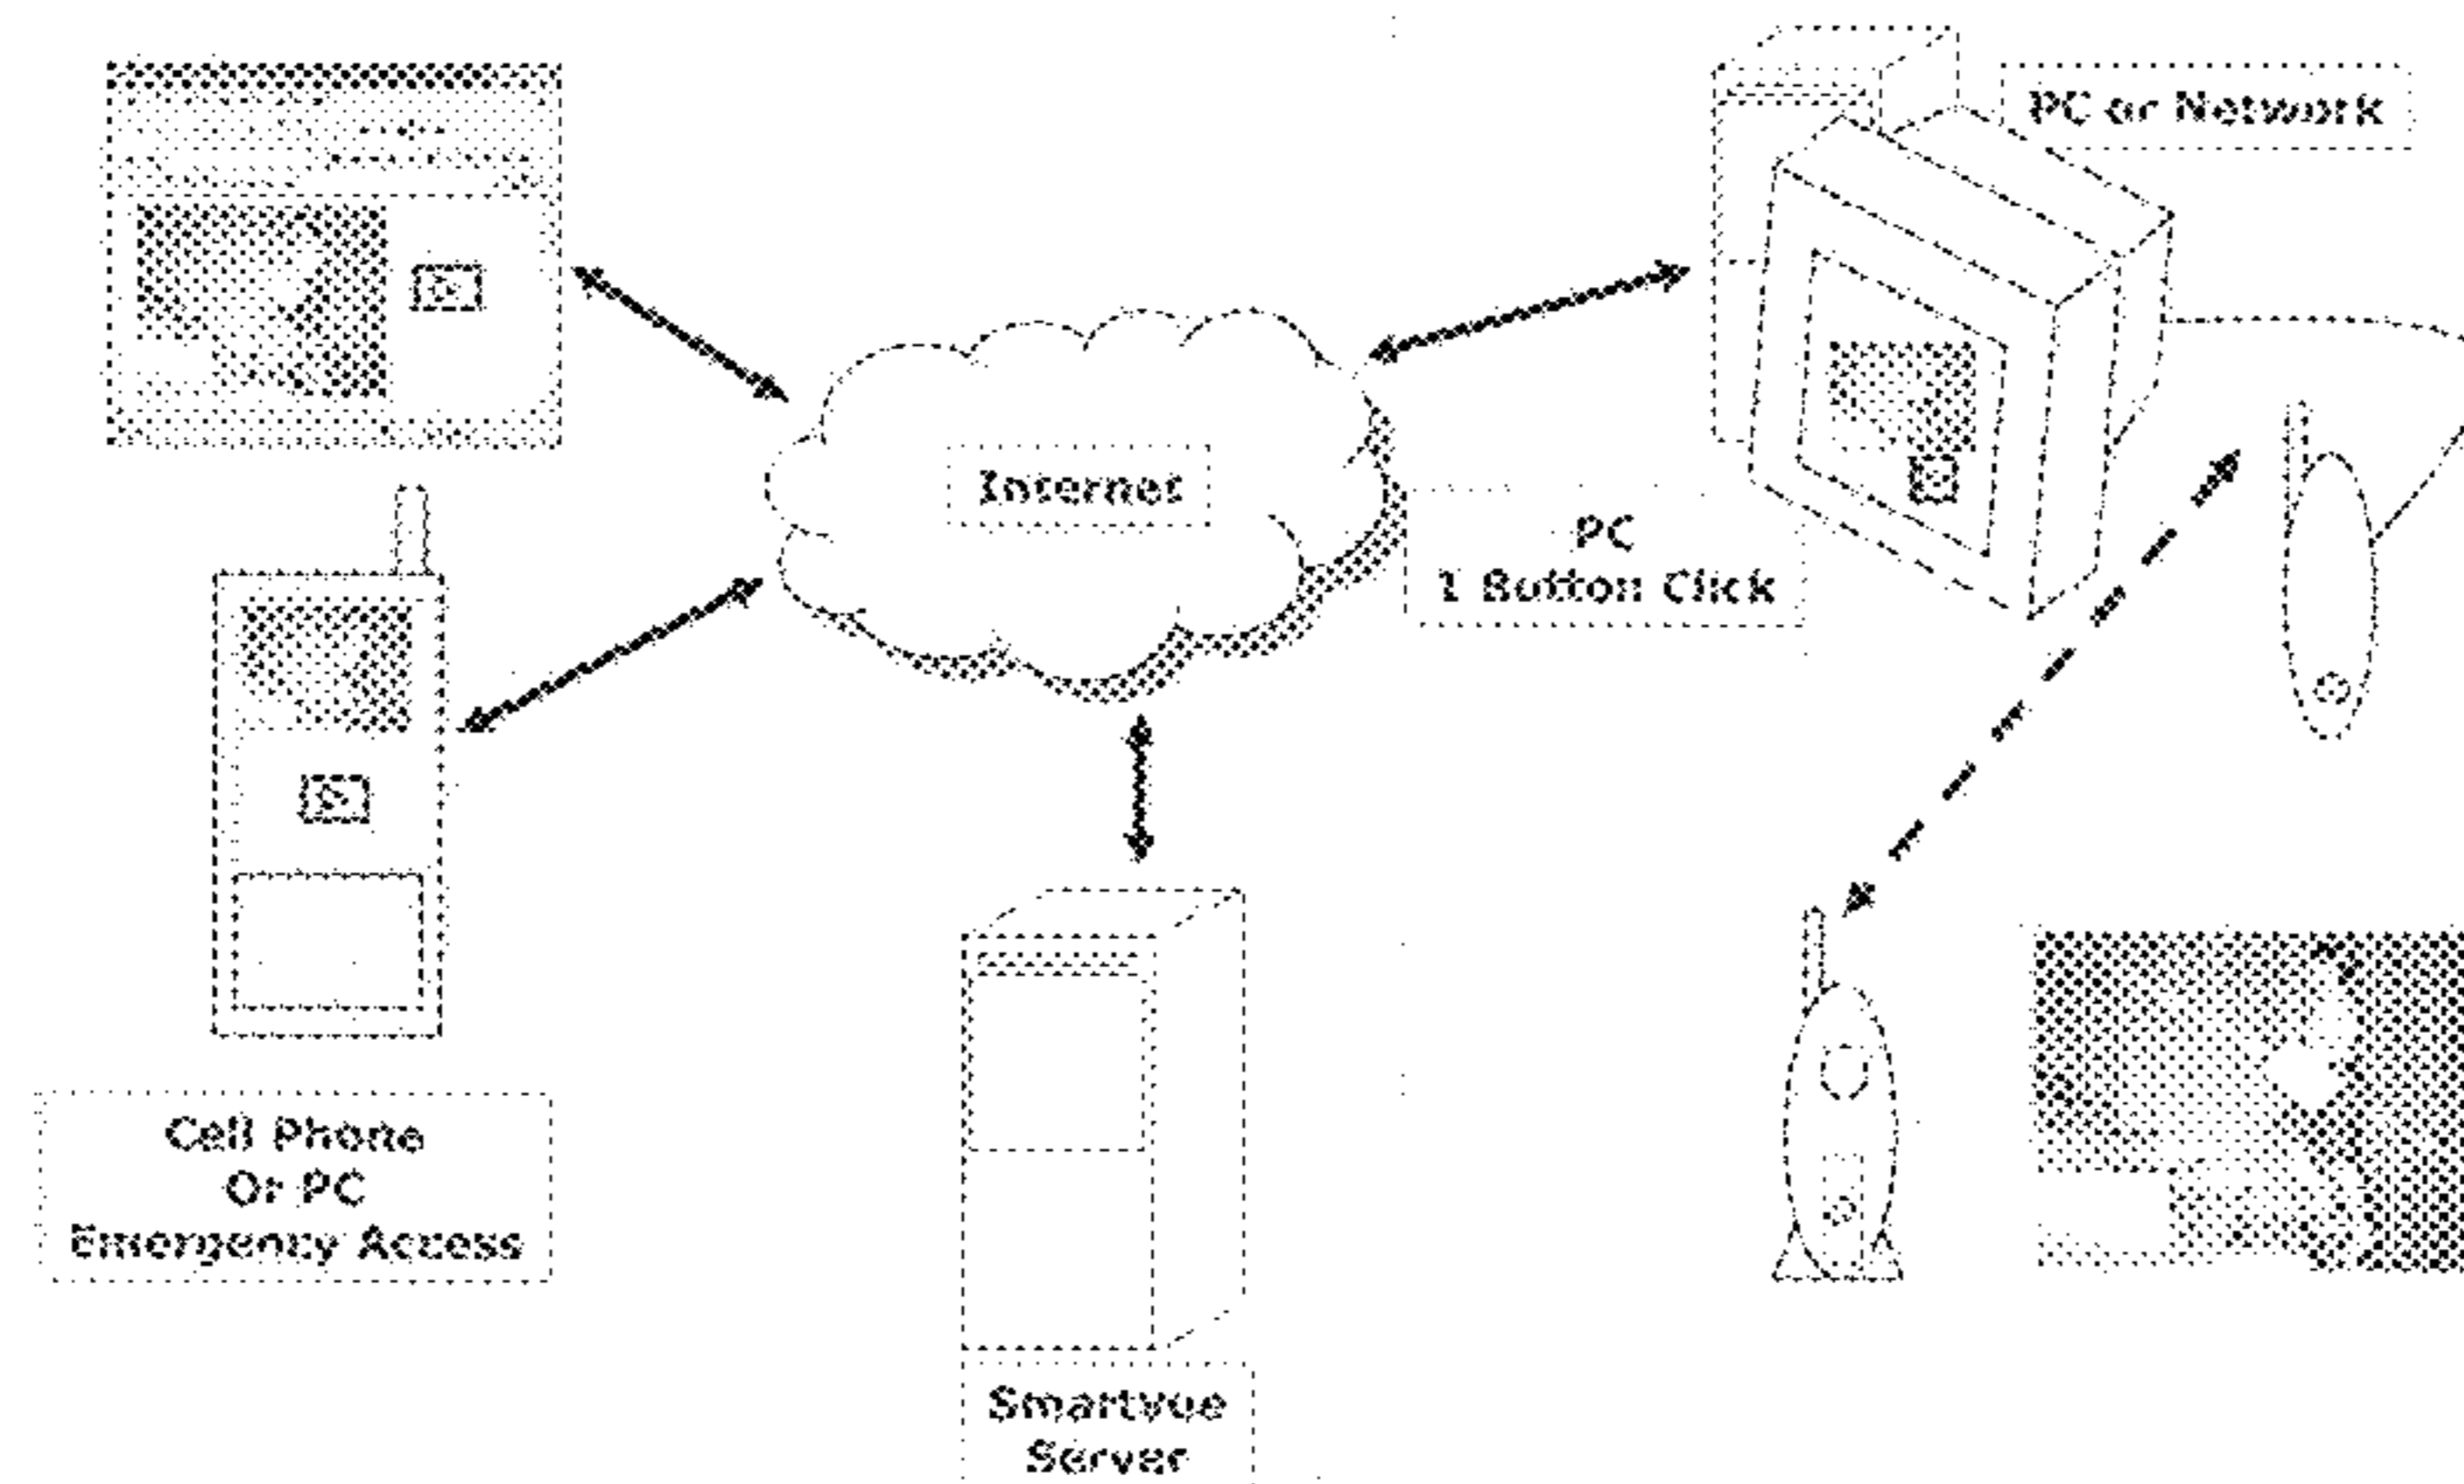 PC or Network
Internet
PC
1 Button Click
Cell Phone
Or PC
Emergency Access
Smartvue
Server